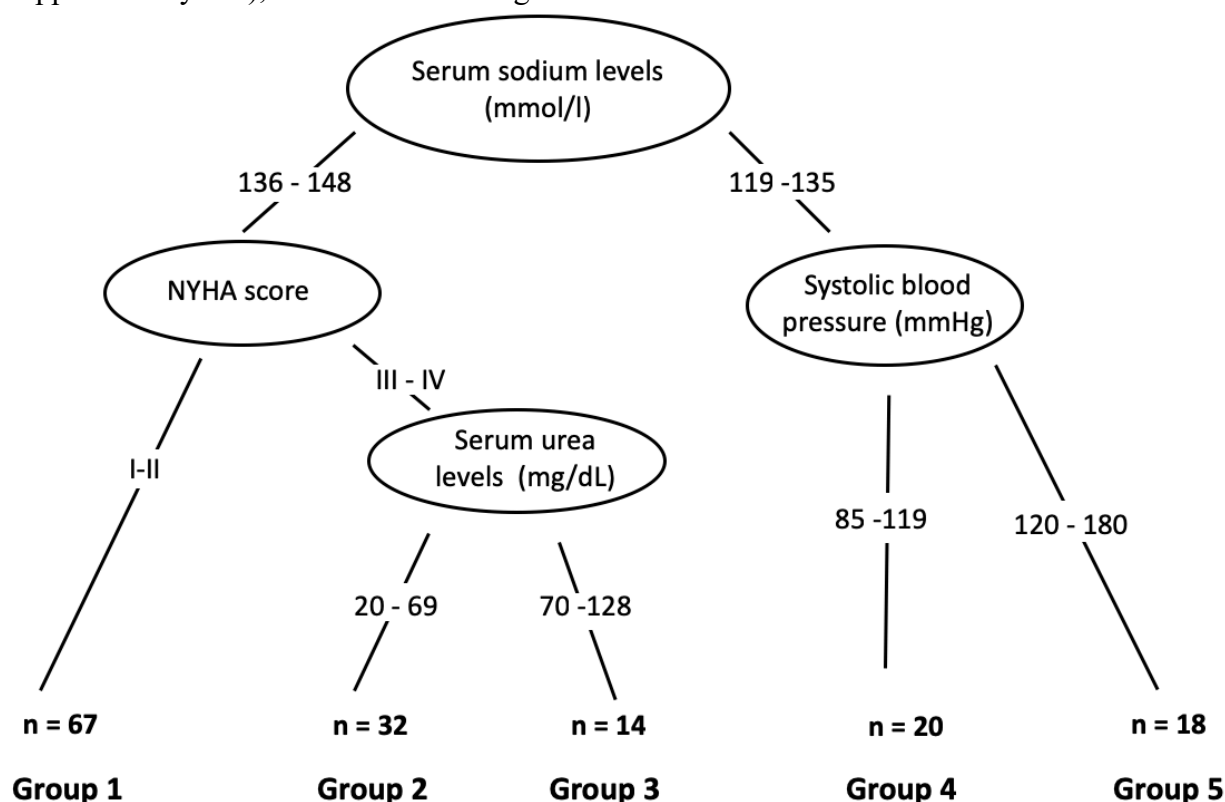 Serum sodium levels
(mmol/l)
136 - 148
119 -135
NYHA score
Systolic blood
pressure (mmHg)
III - IV
Serum urea
levels (mg/dL)
I-II
85 -119
120 - 180
20 - 69
70 -128
n = 67
n = 32
n = 14
n = 20
n = 18
Group 1
Group 2
Group 3
Group 4
Group 5